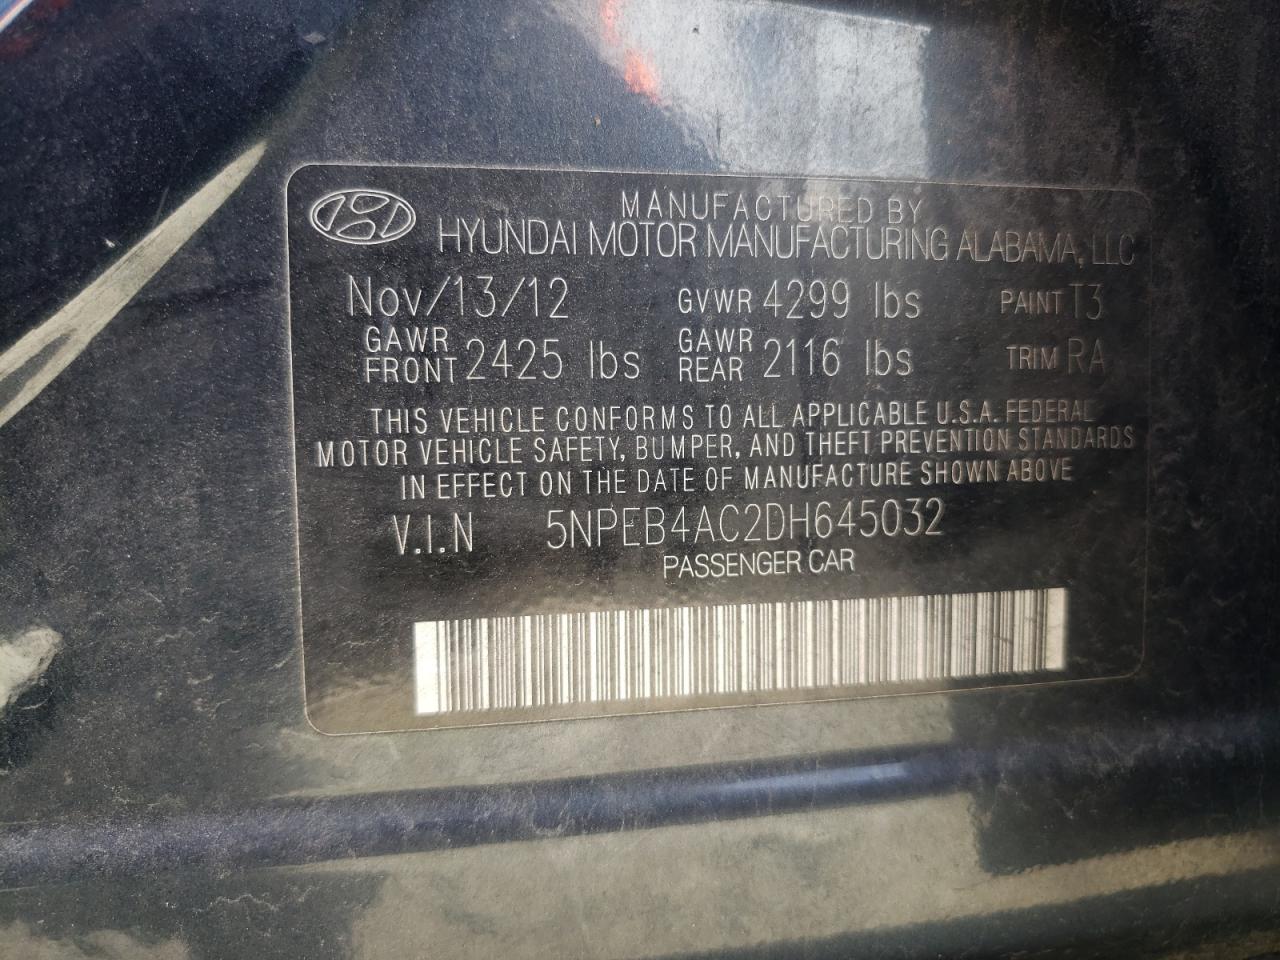 MANUFACTURED BY
HYUNDAI MOTOR MANUFACTURING ALABAMA, LLC
Nov/13/12 GVWR 4299 lbs PAINT T3
GAWR FRONT 2425 lbs GAWR REAR 2116 lbs TRIM RA
THIS VEHICLE CONFORMS TO ALL APPLICABLE U.S.A. FEDERAL
MOTOR VEHICLE SAFETY, BUMPER, AND THEFT PREVENTION STANDARDS
IN EFFECT ON THE DATE OF MANUFACTURE SHOWN ABOVE
V.I.N 5NPEB4AC2DH645032
PASSENGER CAR